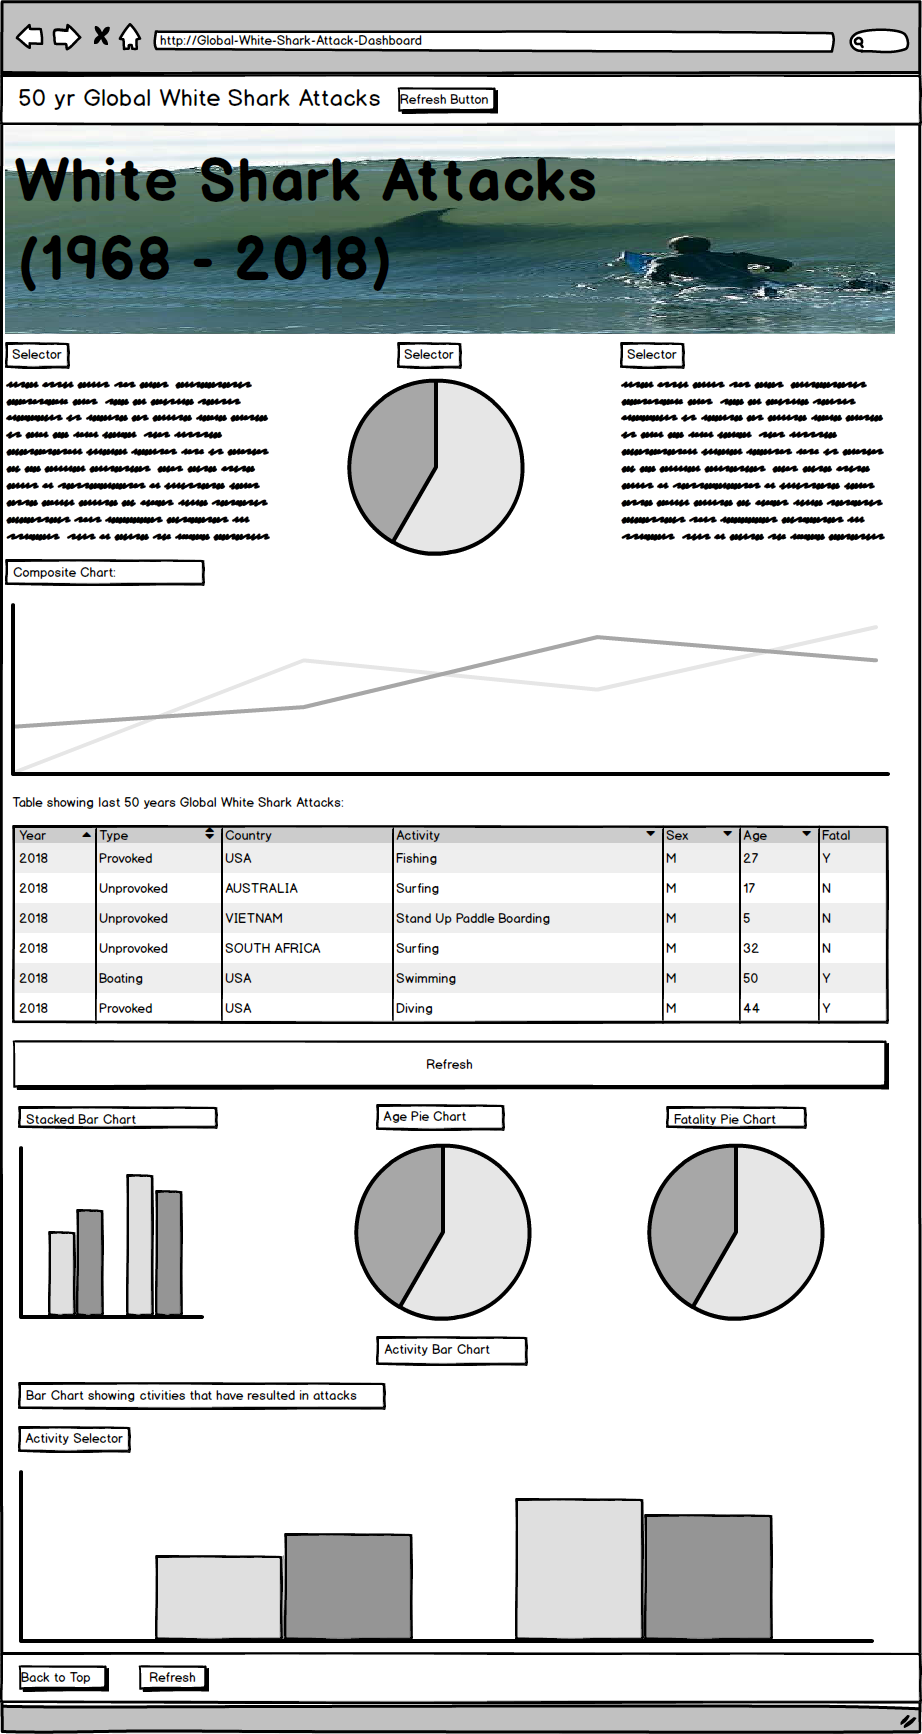 http://Global-White-Shark-Attack-Dashboard
50 yr Global White Shark Attacks Refresh Button
White Shark Attacks
(1968 - 2018)
Selector Selector Selector
Composite Chart:
Table showing last 50 years Global White Shark Attacks:
Year Type Country Activity Sex Age Fatal
2018 Provoked USA Fishing M 27 Y
2018 Unprovoked AUSTRALIA Surfing M 17 N
2018 Unprovoked VIETNAM Stand Up Paddle Boarding M 5 N
2018 Unprovoked SOUTH AFRICA Surfing M 32 N
2018 Boating USA Swimming M 50 Y
2018 Provoked USA Diving M 44 Y
Refresh
Stacked Bar Chart Age Pie Chart Fatality Pie Chart
Activity Bar Chart
Bar Chart showing ctivities that have resulted in attacks
Activity Selector
Back to Top Refresh